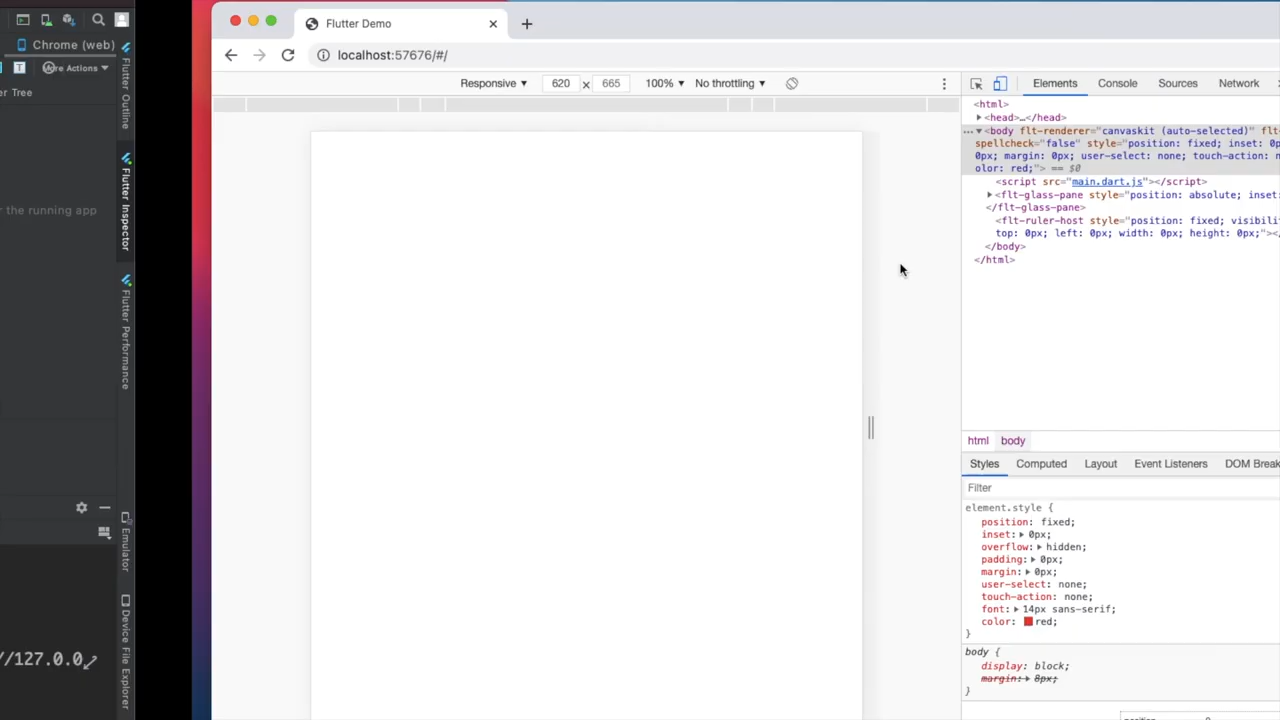 Chrome (web)
More Actions
er Tree
r the running app
//127.0.0
Flutter Outline
Flutter Inspector
Flutter Performance
Emulator
Device File Explorer
Flutter Demo
localhost:57676/#/
Responsive 620 x 665 100% No throttling
Elements Console Sources Network
<html>
<head>…</head>
<body flt-renderer="canvaskit (auto-selected)" flt-
spellcheck="false" style="position: fixed; inset: 0p
0px; margin: 0px; user-select: none; touch-action: n
olor: red;"> == $0
<script src="main.dart.js"></script>
<flt-glass-pane style="position: absolute; inset:
</flt-glass-pane>
<flt-ruler-host style="position: fixed; visibili
top: 0px; left: 0px; width: 0px; height: 0px;"></
</body>
</html>
html body
Styles Computed Layout Event Listeners DOM Break
Filter
element.style {
position: fixed;
inset: 0px;
overflow: hidden;
padding: 0px;
margin: 0px;
user-select: none;
touch-action: none;
font: 14px sans-serif;
color: red;
}
body {
display: block;
margin: 8px;
}